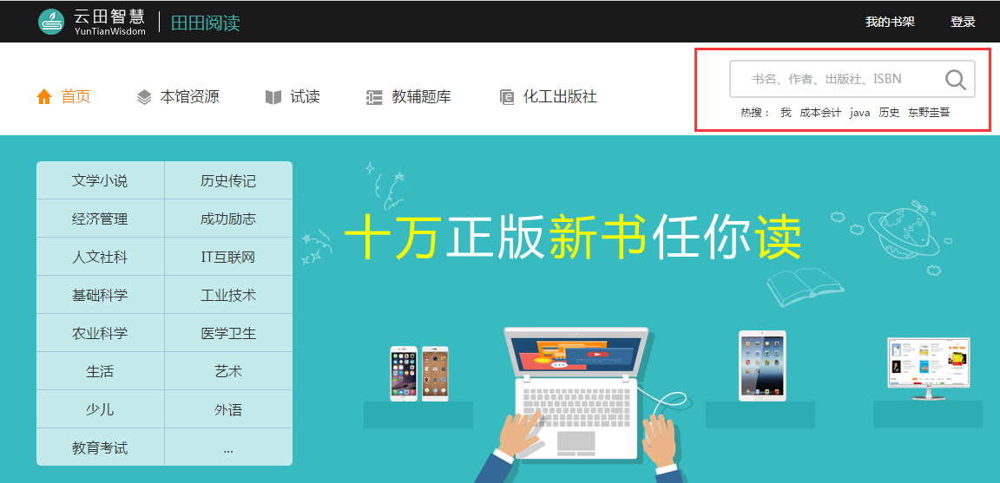 云田智慧
YunTianWisdom
田田阅读
我的书架
登录
首页
本馆资源
试读
教辅题库
化工出版社
书名、作者、出版社、ISBN
热搜： 我 成本会计 java 历史 东野圭吾
文学小说 历史传记
经济管理 成功励志
人文社科 IT互联网
基础科学 工业技术
农业科学 医学卫生
生活 艺术
少儿 外语
教育考试 ...
十万正版新书任你读